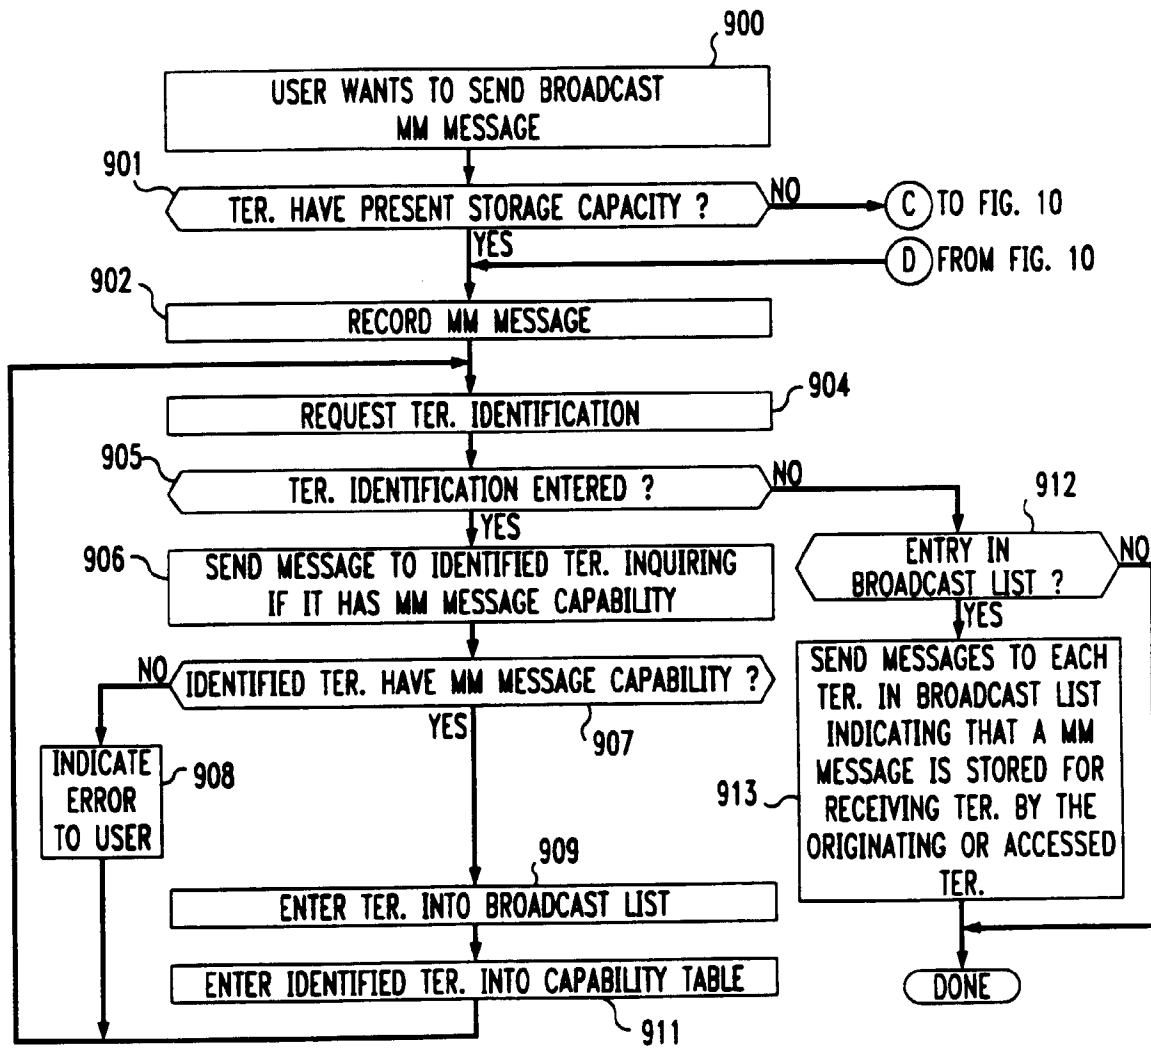 900
USER WANTS TO SEND BROADCAST
MM MESSAGE
901
TER. HAVE PRESENT STORAGE CAPACITY ?
NO
C TO FIG. 10
YES
D FROM FIG. 10
902
RECORD MM MESSAGE
904
REQUEST TER. IDENTIFICATION
905
TER. IDENTIFICATION ENTERED ?
NO
YES
912
ENTRY IN
BROADCAST LIST ?
NO
YES
906
SEND MESSAGE TO IDENTIFIED TER. INQUIRING
IF IT HAS MM MESSAGE CAPABILITY
NO
IDENTIFIED TER. HAVE MM MESSAGE CAPABILITY ?
YES
907
INDICATE
ERROR
TO USER
908
913
SEND MESSAGES TO EACH
TER. IN BROADCAST LIST
INDICATING THAT A MM
MESSAGE IS STORED FOR
RECEIVING TER. BY THE
ORIGINATING OR ACCESSED
TER.
909
ENTER TER. INTO BROADCAST LIST
ENTER IDENTIFIED TER. INTO CAPABILITY TABLE
911
DONE